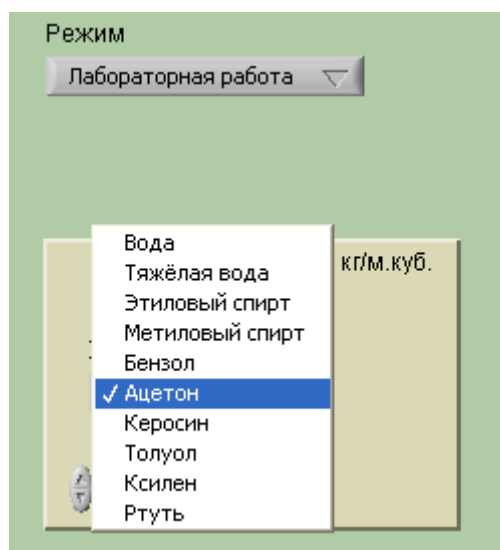 Режим
Лабораторная работа
Вода
Тяжёлая вода
кг/м.куб.
Этиловый спирт
Метиловый спирт
Бензол
Ацетон
Керосин
Толуол
Ксилен
Ртуть